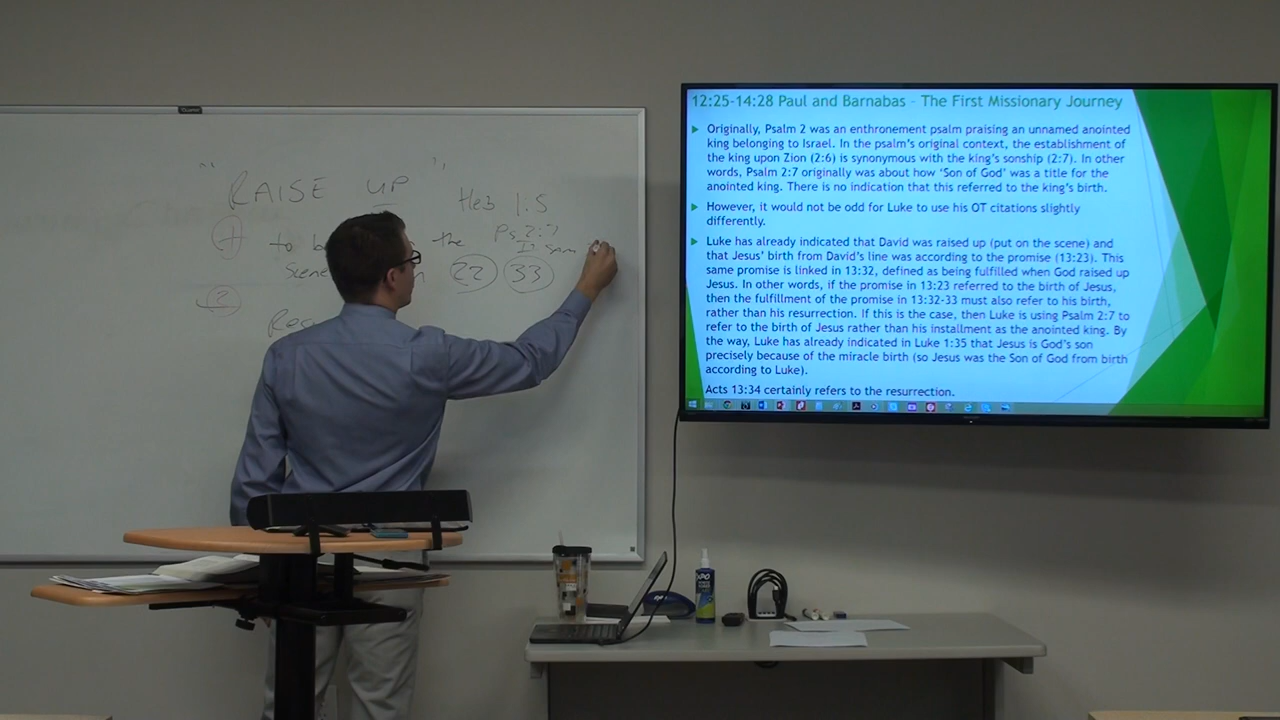 " RAISE UP "
Heb 1:5
① to b the Ps 2:7
II Sam
scene 22 33
②
12:25-14:28 Paul and Barnabas – The First Missionary Journey
Originally, Psalm 2 was an enthronement psalm praising an unnamed anointed
king belonging to Israel. In the psalm's original context, the establishment of
the king upon Zion (2:6) is synonymous with the king's sonship (2:7). In other
words, Psalm 2:7 originally was about how 'Son of God' was a title for the
anointed king. There is no indication that this referred to the king's birth.
However, it would not be odd for Luke to use his OT citations slightly
differently.
Luke has already indicated that David was raised up (put on the scene) and
that Jesus' birth from David's line was according to the promise (13:23). This
same promise is linked in 13:32, defined as being fulfilled when God raised up
Jesus. In other words, if the promise in 13:23 referred to the birth of Jesus,
then the fulfillment of the promise in 13:32-33 must also refer to his birth,
rather than his resurrection. If this is the case, then Luke is using Psalm 2:7 to
refer to the birth of Jesus rather than his installment as the anointed king. By
the way, Luke has already indicated in Luke 1:35 that Jesus is God's son
precisely because of the miracle birth (so Jesus was the Son of God from birth
according to Luke).
Acts 13:34 certainly refers to the resurrection.
EXPO